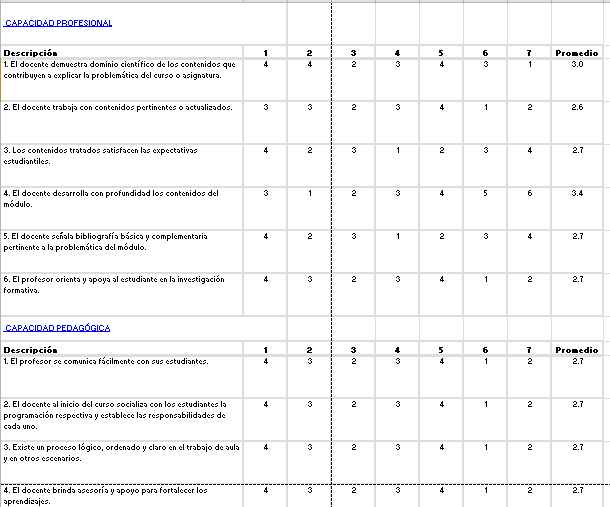 CAPACIDAD PROFESIONAL
Descripción 1 2 3 4 5 6 7 Promedio
1. El docente demuestra dominio científico de los contenidos que 4 4 2 3 4 3 1 3.0
contribuyen a explicar la problemática del curso o asignatura.
2. El docente trabaja con contenidos pertinentes o actualizados. 3 3 2 3 4 1 2 2.6
3. Los contenidos tratados satisfacen las expectativas 4 2 3 1 2 3 4 2.7
estudiantiles.
4. El docente desarrolla con profundidad los contenidos del 3 1 2 3 4 5 6 3.4
módulo.
5. El docente señala bibliografía básica y complementaria 4 2 3 1 2 3 4 2.7
pertinente a la problemática del módulo.
6. El profesor orienta y apoya al estudiante en la investigación 4 3 2 3 4 1 2 2.7
formativa.
CAPACIDAD PEDAGÓGICA
Descripción 1 2 3 4 5 6 7 Promedio
1. El profesor se comunica fácilmente con sus estudiantes. 4 3 2 3 4 1 2 2.7
2. El docente al inicio del curso socializa con los estudiantes la 4 3 2 3 4 1 2 2.7
programación respectiva y establece las responsabilidades de
cada uno.
3. Existe un proceso lógico, ordenado y claro en el trabajo de aula 4 3 2 3 4 1 2 2.7
y en otros escenarios.
4. El docente brinda asesoría y apoyo para fortalecer los 4 3 2 3 4 1 2 2.7
aprendizajes.